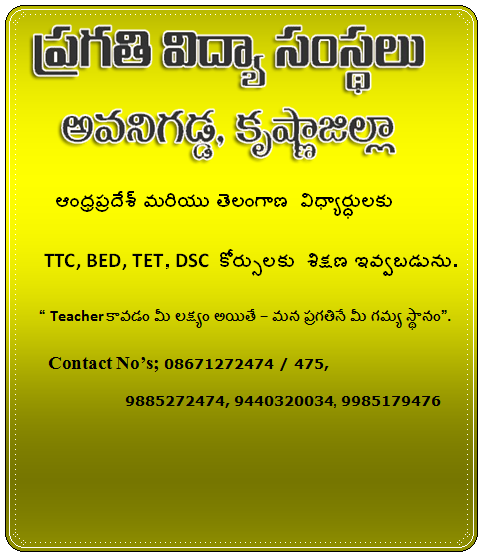 ప్రగతి విద్యా సంస్థలు
అవనిగడ్డ, కృష్ణాజిల్లా
ఆంధ్రప్రదేశ్ మరియు తెలంగాణ విధ్యార్ధులకు
TTC, BED, TET, DSC కోర్సులకు శిక్షణ ఇవ్వబడును.
“ Teacher కావడం మీ లక్ష్యం అయితే – మన ప్రగతినే మీ గమ్య స్థానం”.
Contact No’s; 08671272474 / 475,
9885272474, 9440320034, 9985179476